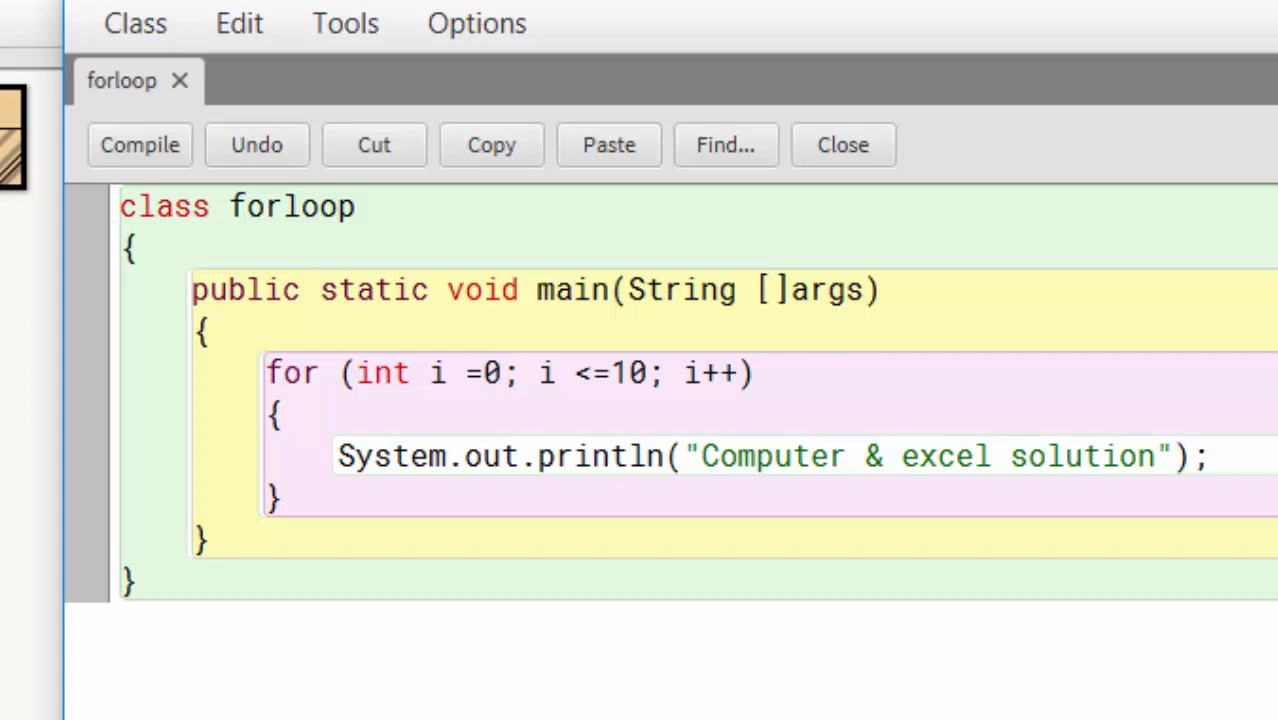 Class Edit Tools Options
forloop ×
Compile Undo Cut Copy Paste Find... Close
class forloop
{
public static void main(String []args)
{
for (int i =0; i <=10; i++)
{
System.out.println("Computer & excel solution");
}
}
}